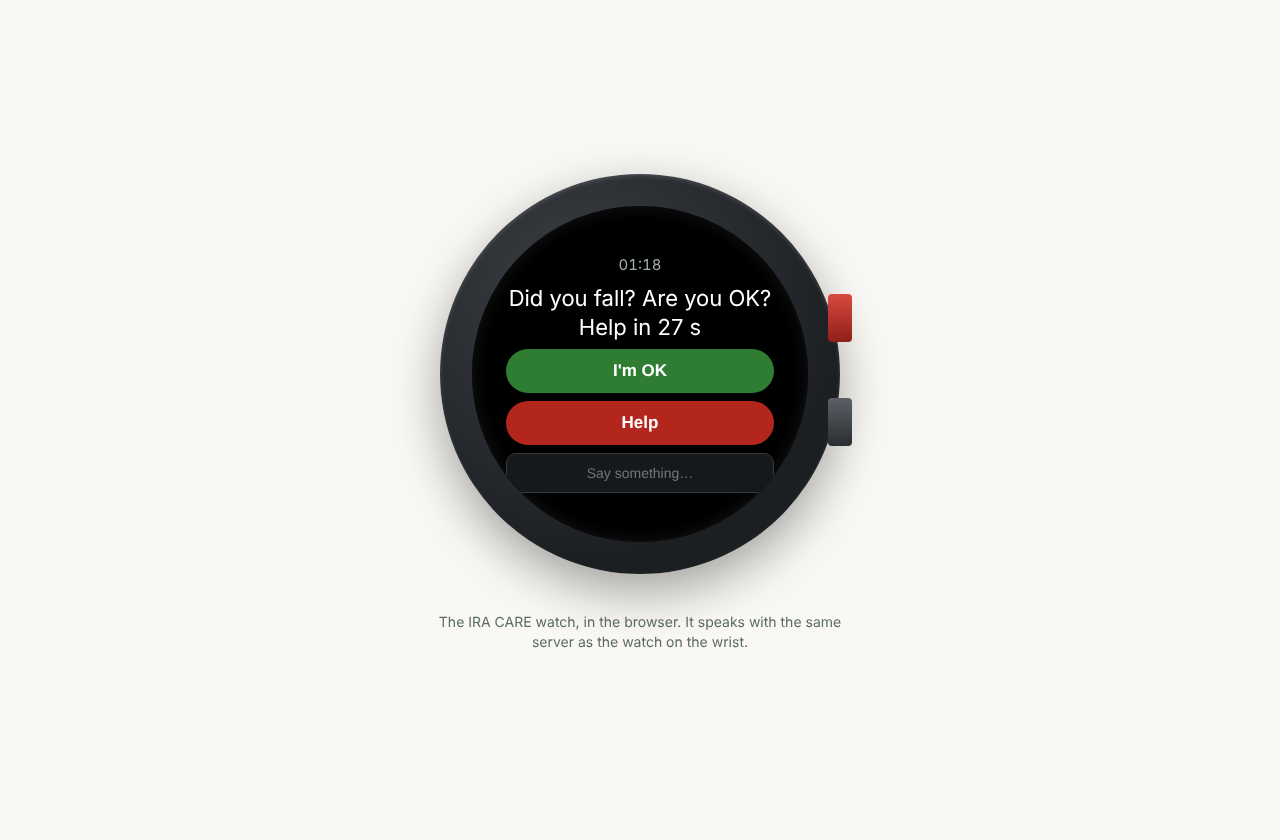 01:18
Did you fall? Are you OK?
Help in 27 s
I'm OK
Help
Say something…
The IRA CARE watch, in the browser. It speaks with the same
server as the watch on the wrist.